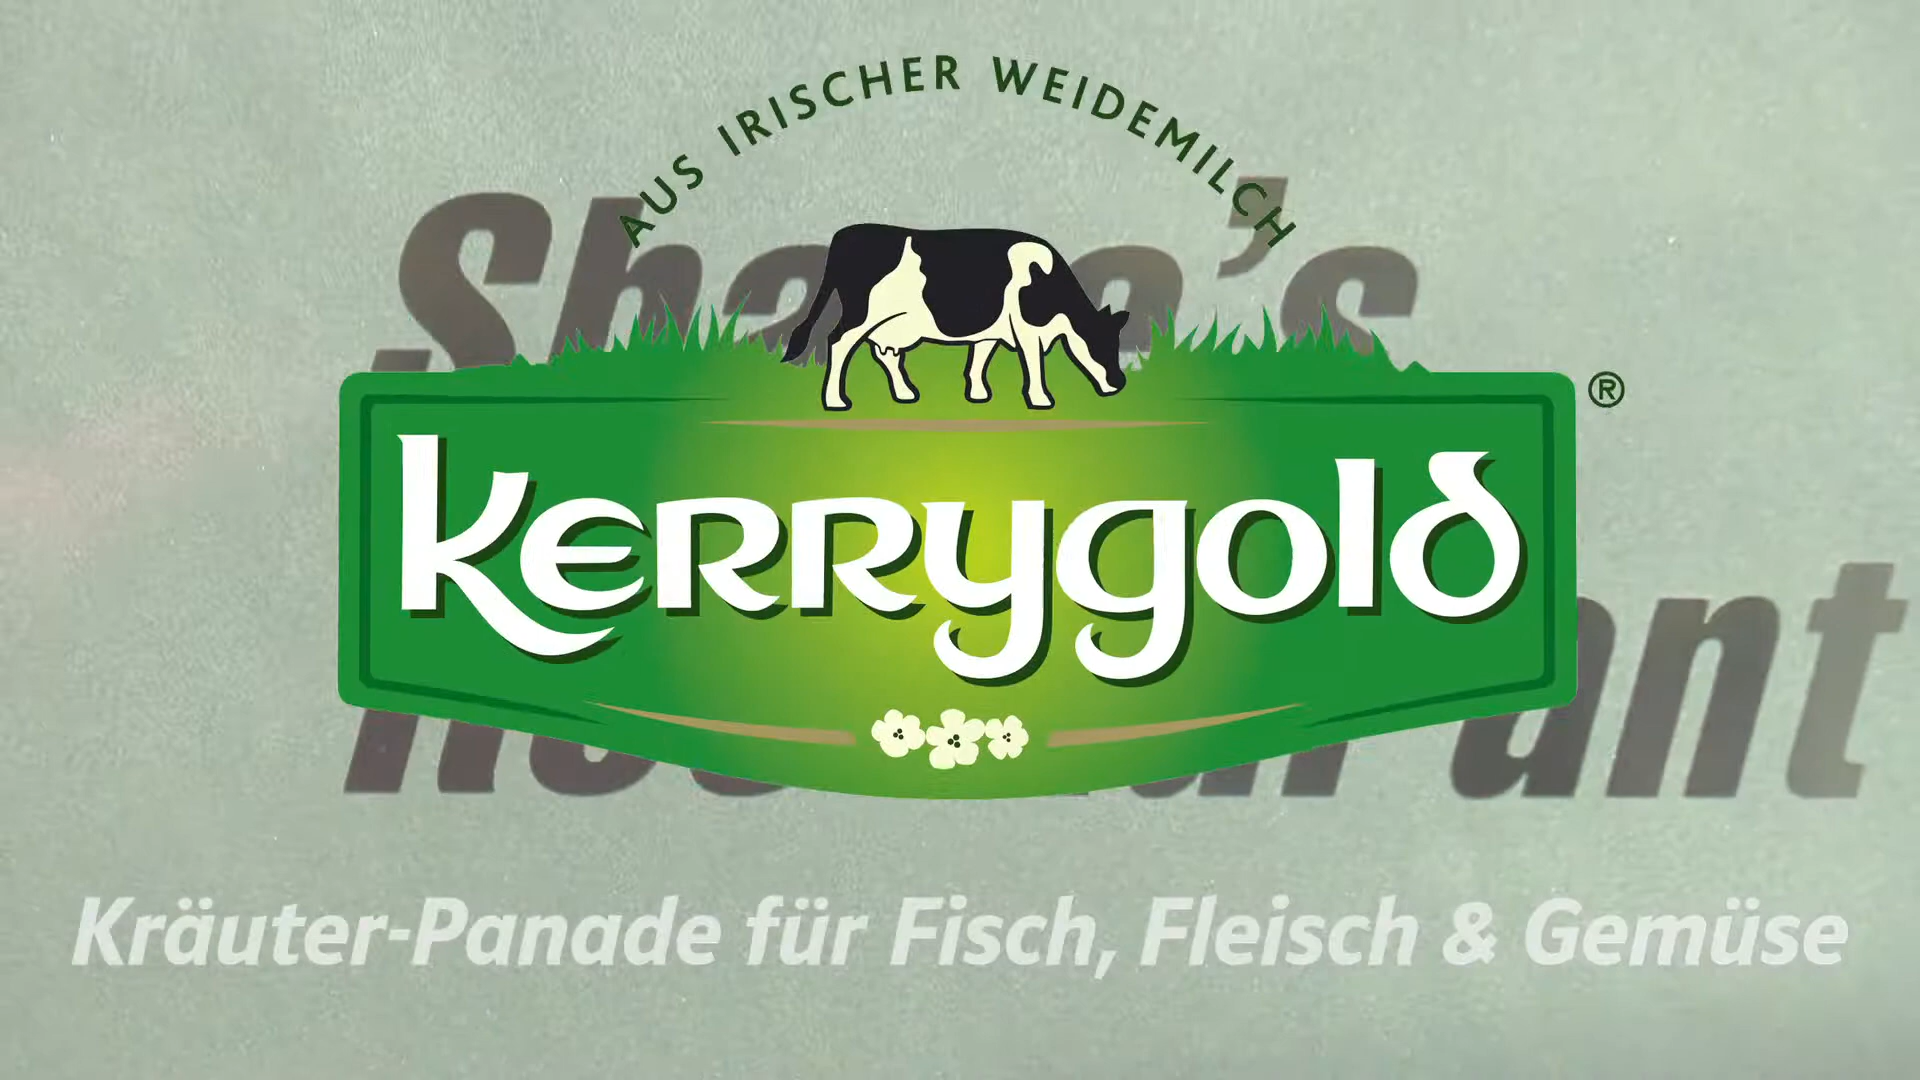 AUS IRISCHER WEIDEMILCH
Kerrygold®
Kräuter-Panade für Fisch, Fleisch & Gemüse